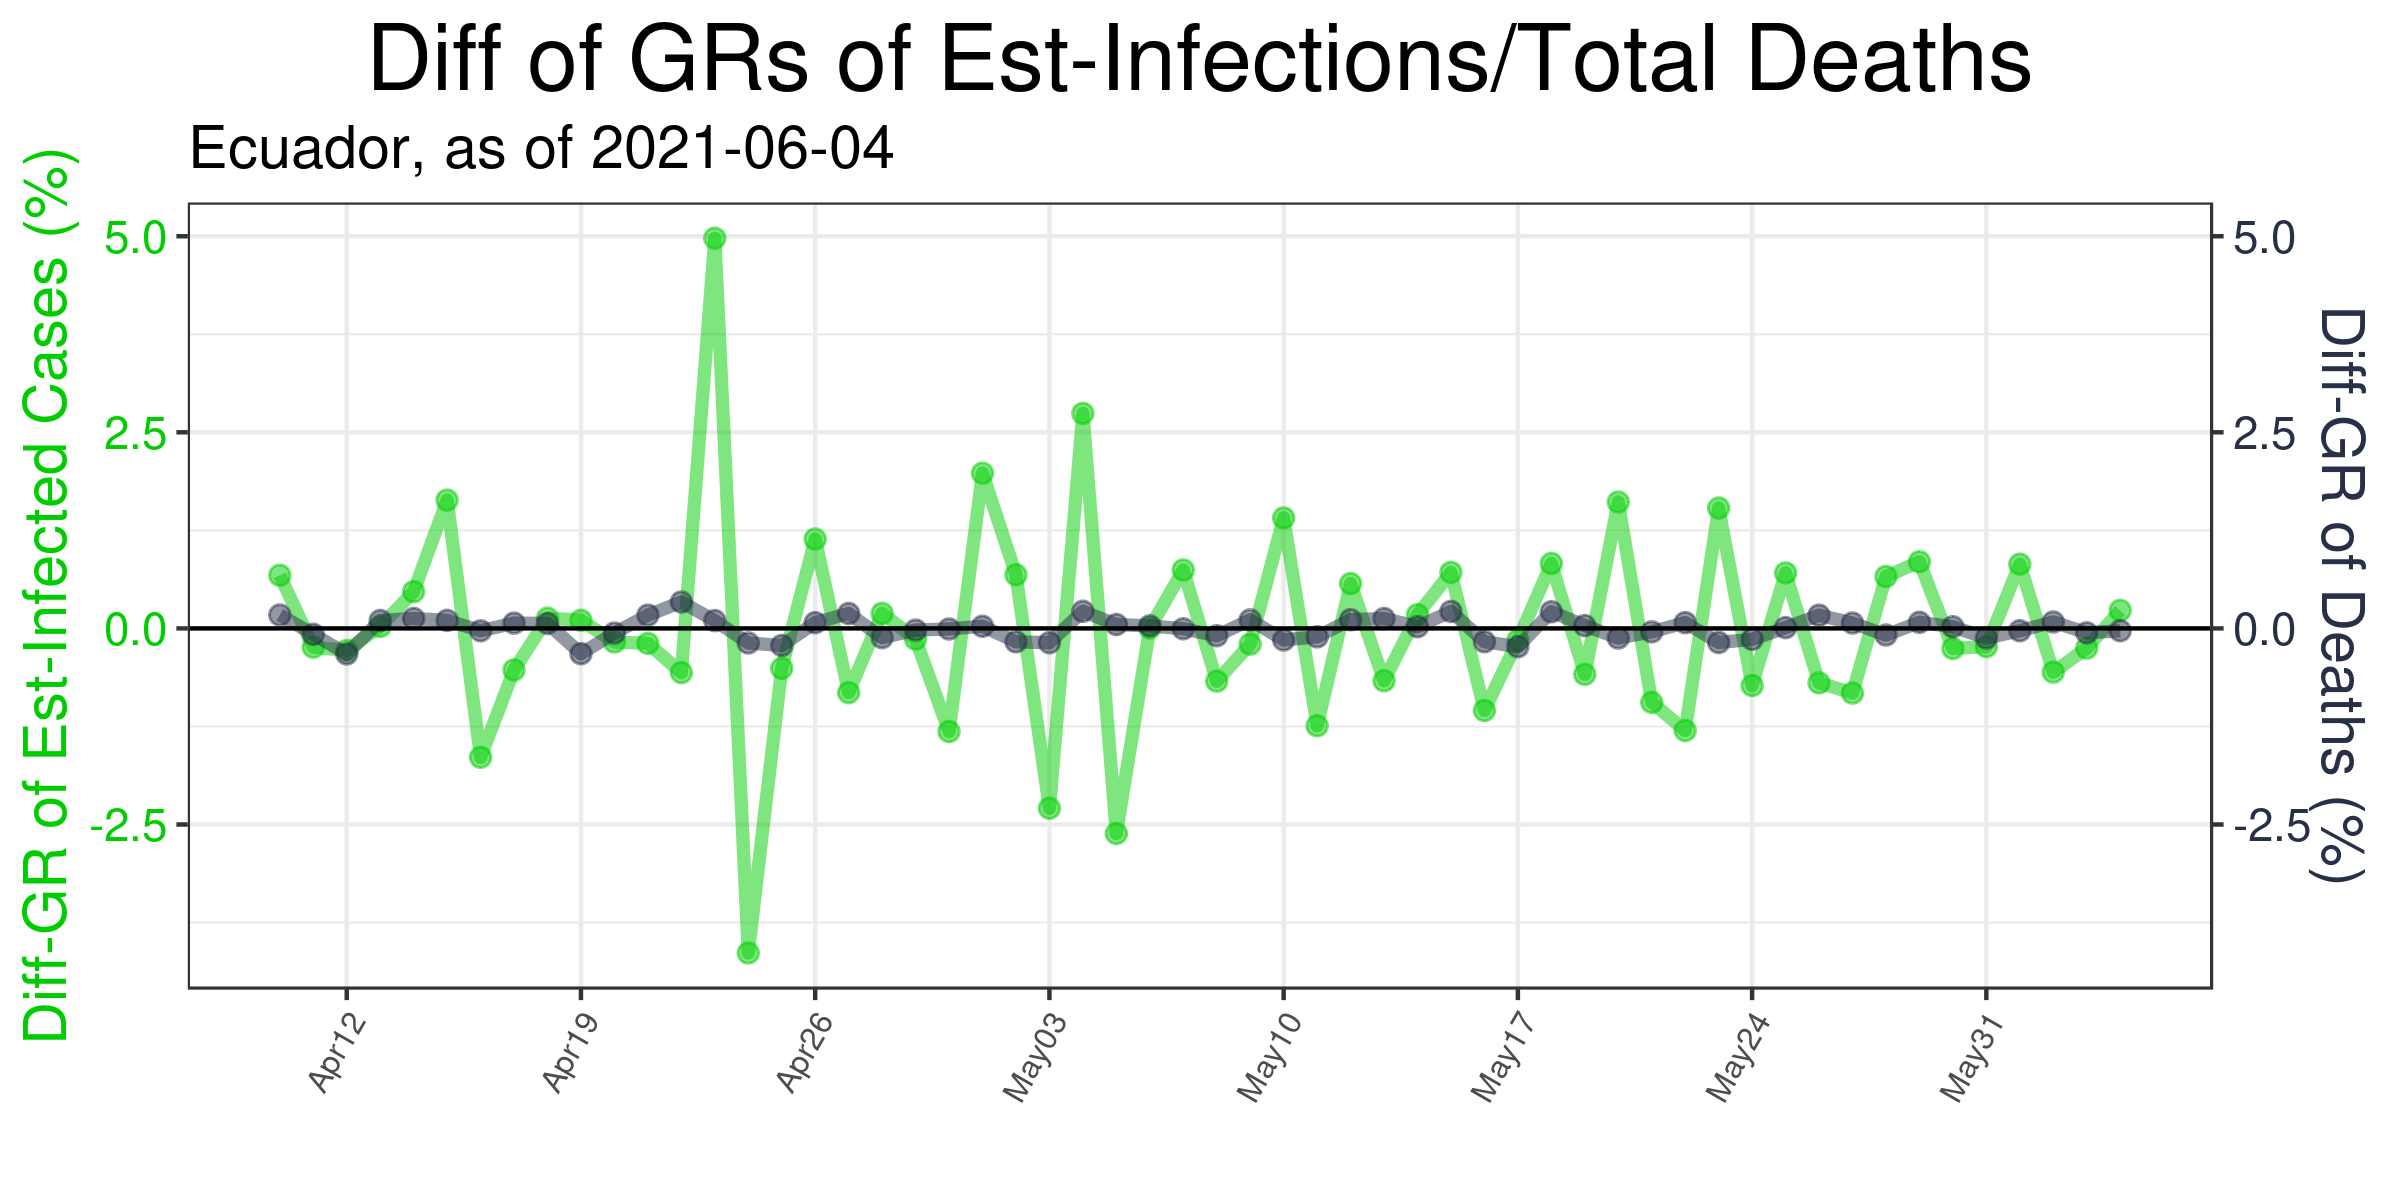 Diff of GRs of Est-Infections/Total Deaths
Ecuador, as of 2021-06-04
Diff-GR of Est-Infected Cases (%)
5.0
2.5
0.0
-2.5
5.0
2.5
0.0
-2.5
Diff-GR of Deaths (%)
Apr12
Apr19
Apr26
May03
May10
May17
May24
May31